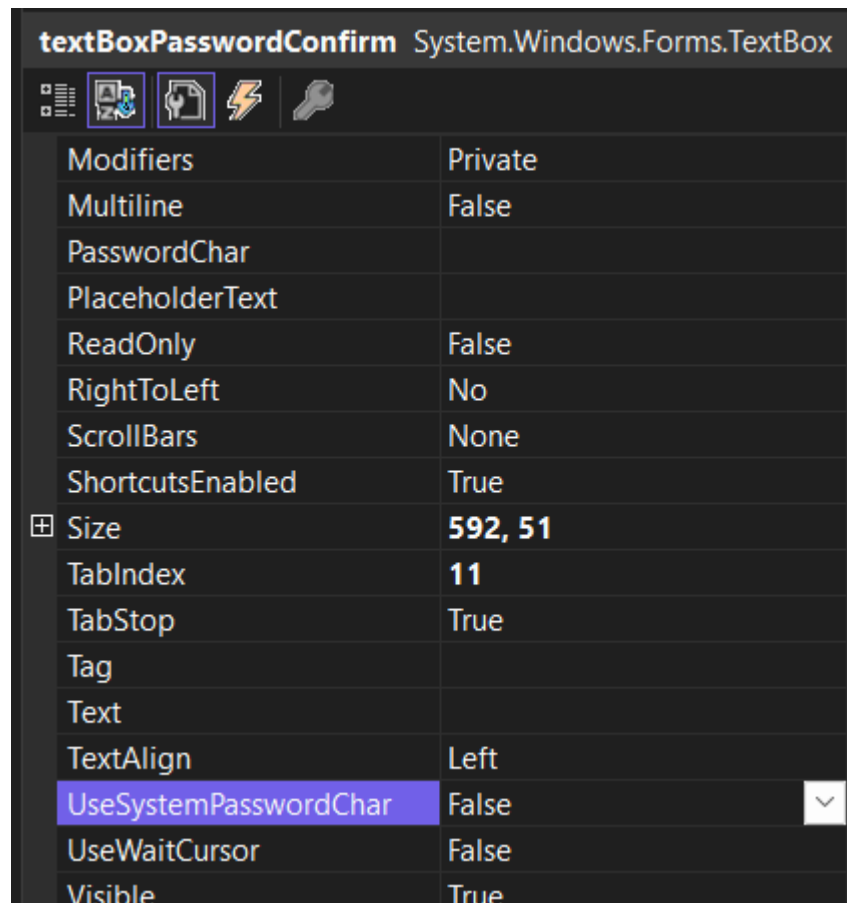 textBoxPasswordConfirm System.Windows.Forms.TextBox
Modifiers Private
Multiline False
PasswordChar
PlaceholderText
ReadOnly False
RightToLeft No
ScrollBars None
ShortcutsEnabled True
Size 592, 51
TabIndex 11
TabStop True
Tag
Text
TextAlign Left
UseSystemPasswordChar False
UseWaitCursor False
Visible True